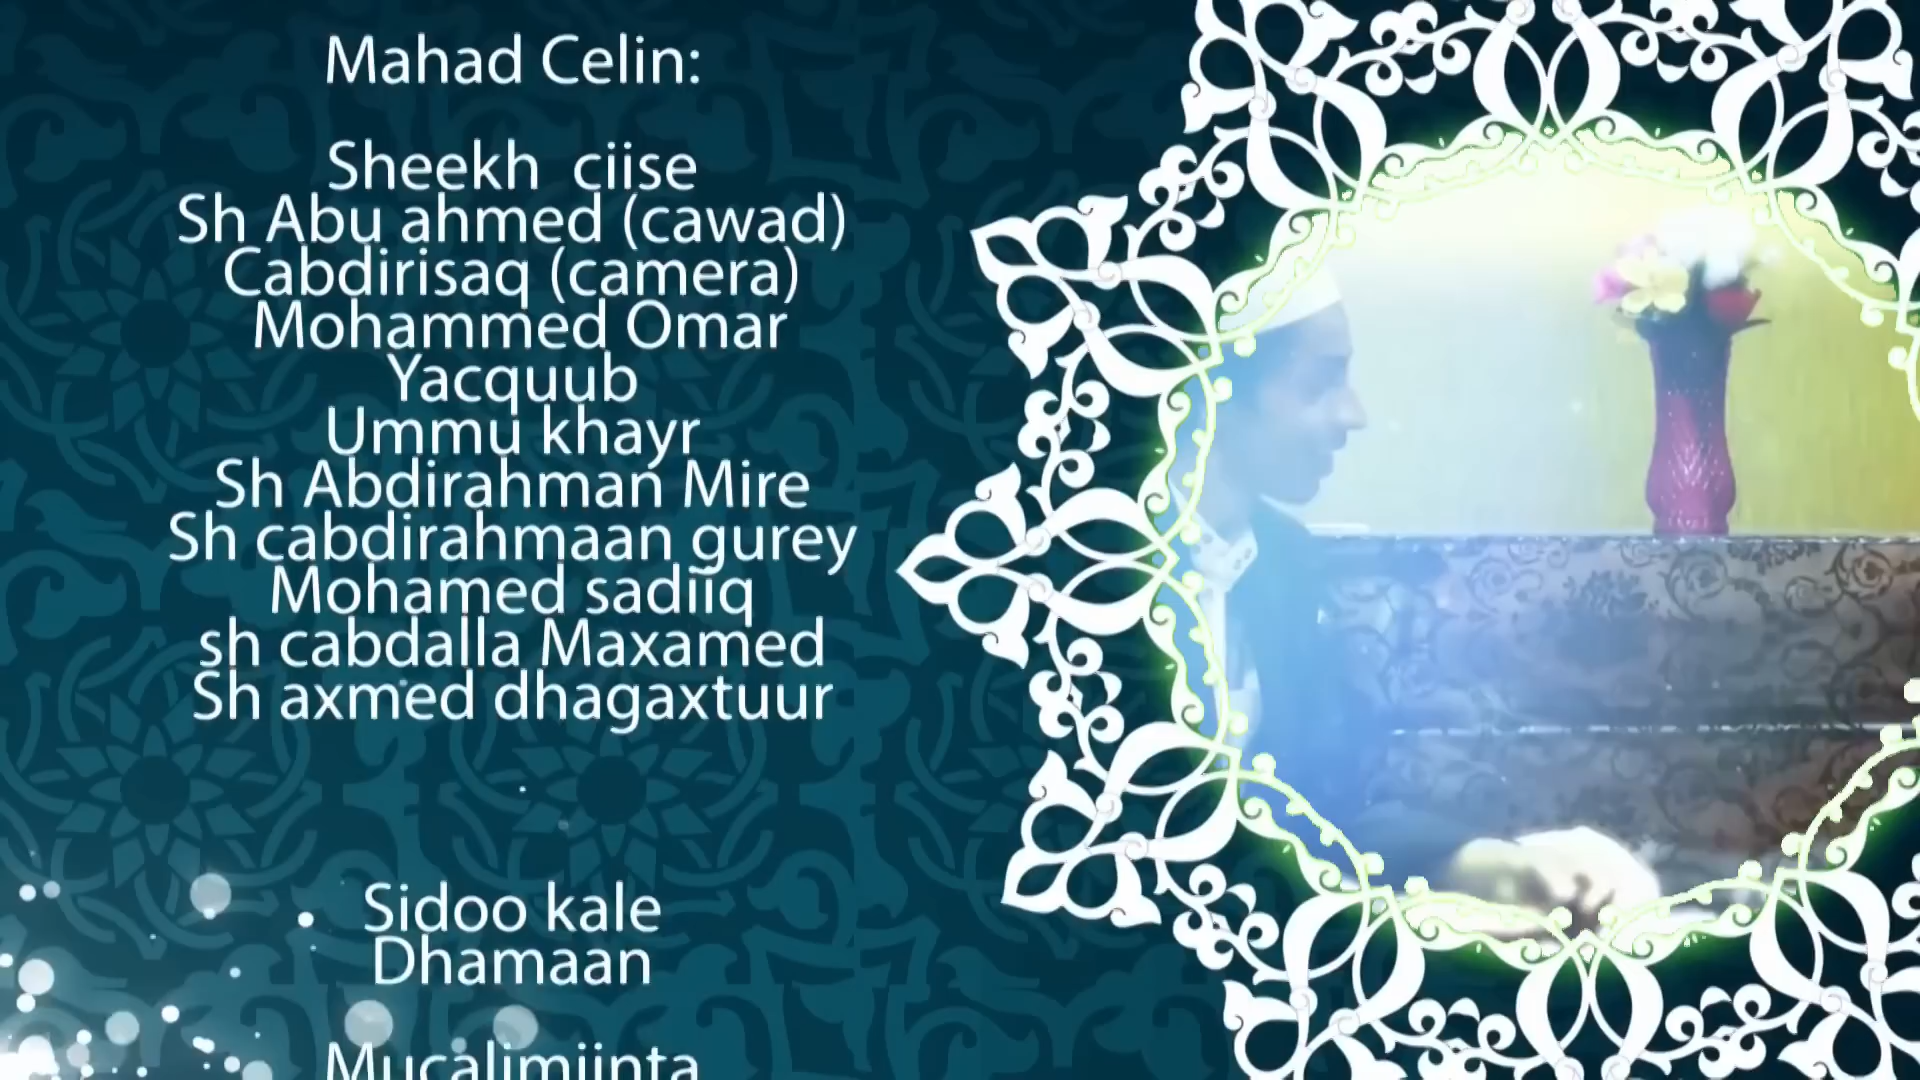 Mahad Celin:
Sheekh ciise
Sh Abu ahmed (cawad)
Cabdirisaq (camera)
Mohammed Omar
Yacquub
Ummu khayr
Sh Abdirahman Mire
Sh cabdirahmaan gurey
Mohamed sadiiq
sh cabdalla Maxamed
Sh axmed dhagaxtuur
Sidoo kale
Dhamaan
Mucalimiinta